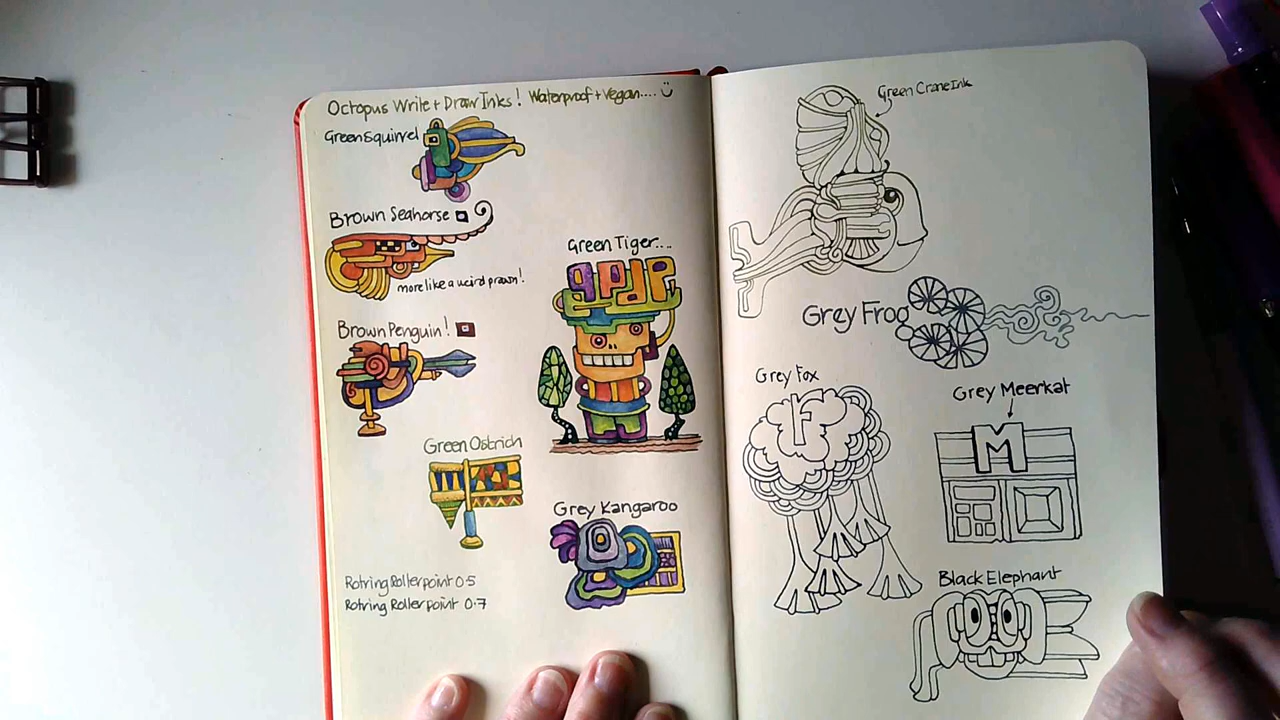 Octopus Write + Draw Inks! Waterproof + Vegan....
Green Squirrel
Brown Seahorse
more like a weird prawn!
Green Tiger....
Brown Penguin!
Green Ostrich
Grey Kangaroo
Rotring Rollerpoint 0.5
Rotring Rollerpoint 0.7
Green Crane Ink
Grey Frog
Grey Fox
F
Grey Meerkat
M
Black Elephant